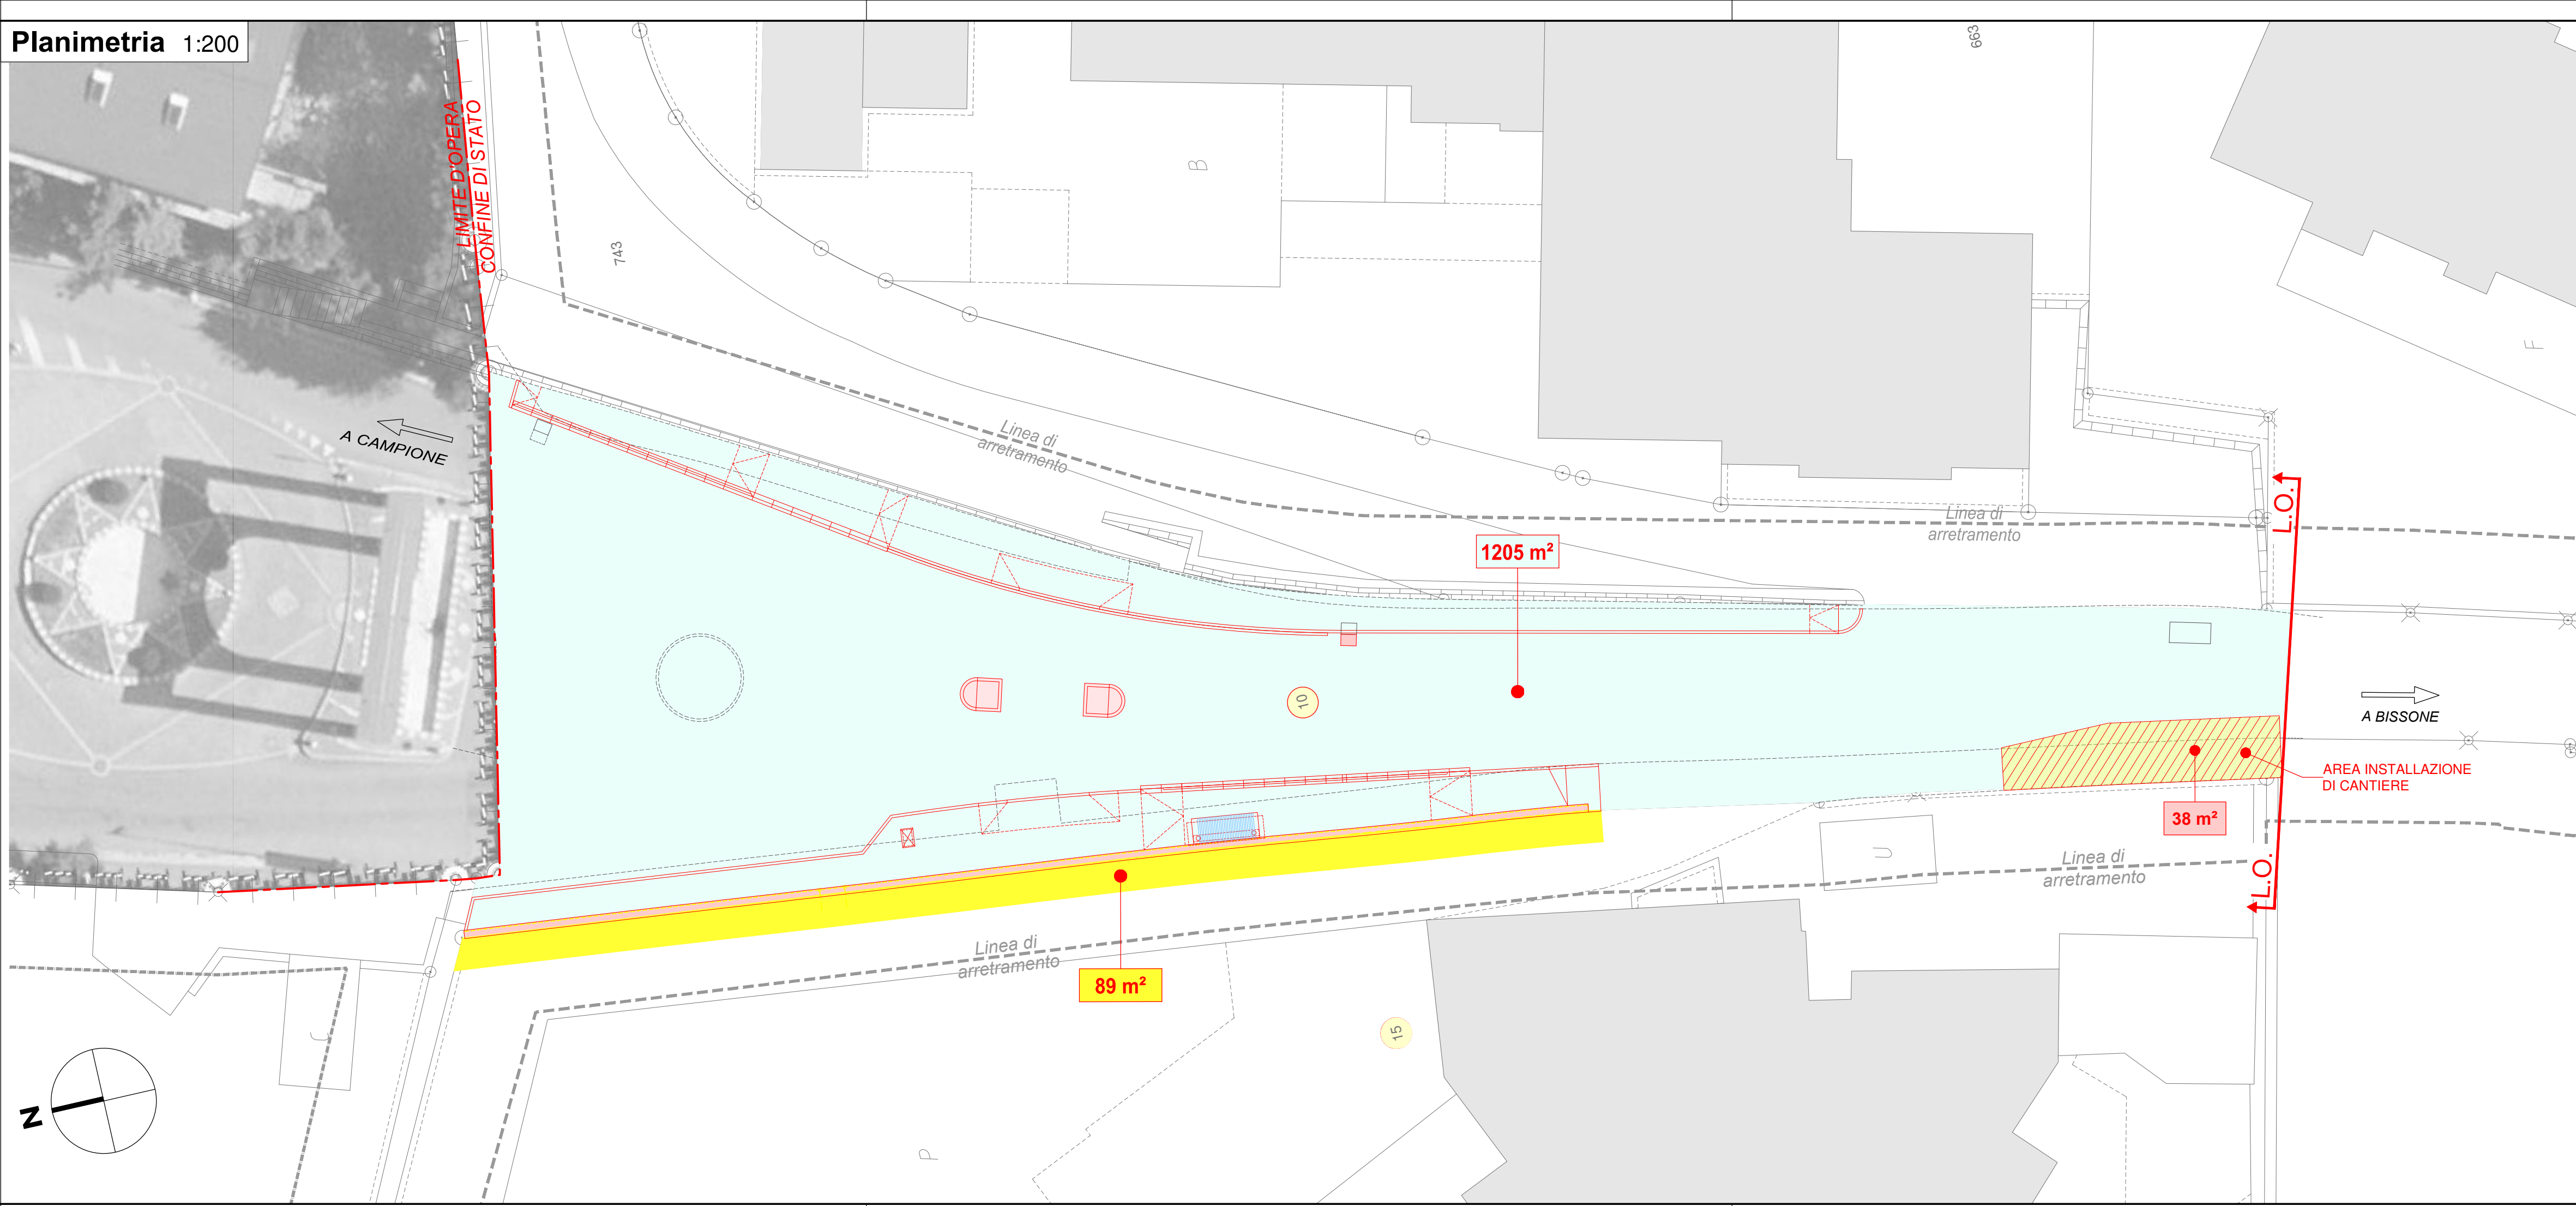 Planimetria 1:200
LIMITE D'OPERA
CONFINE DI STATO
663
B
743
F
A CAMPIONE
Linea di
arretramento
Linea di
arretramento
L.O.
1205 m²
10
A BISSONE
AREA INSTALLAZIONE
DI CANTIERE
38 m²
J
Linea di
arretramento
L.O.
Linea di
arretramento
89 m²
15
N
P